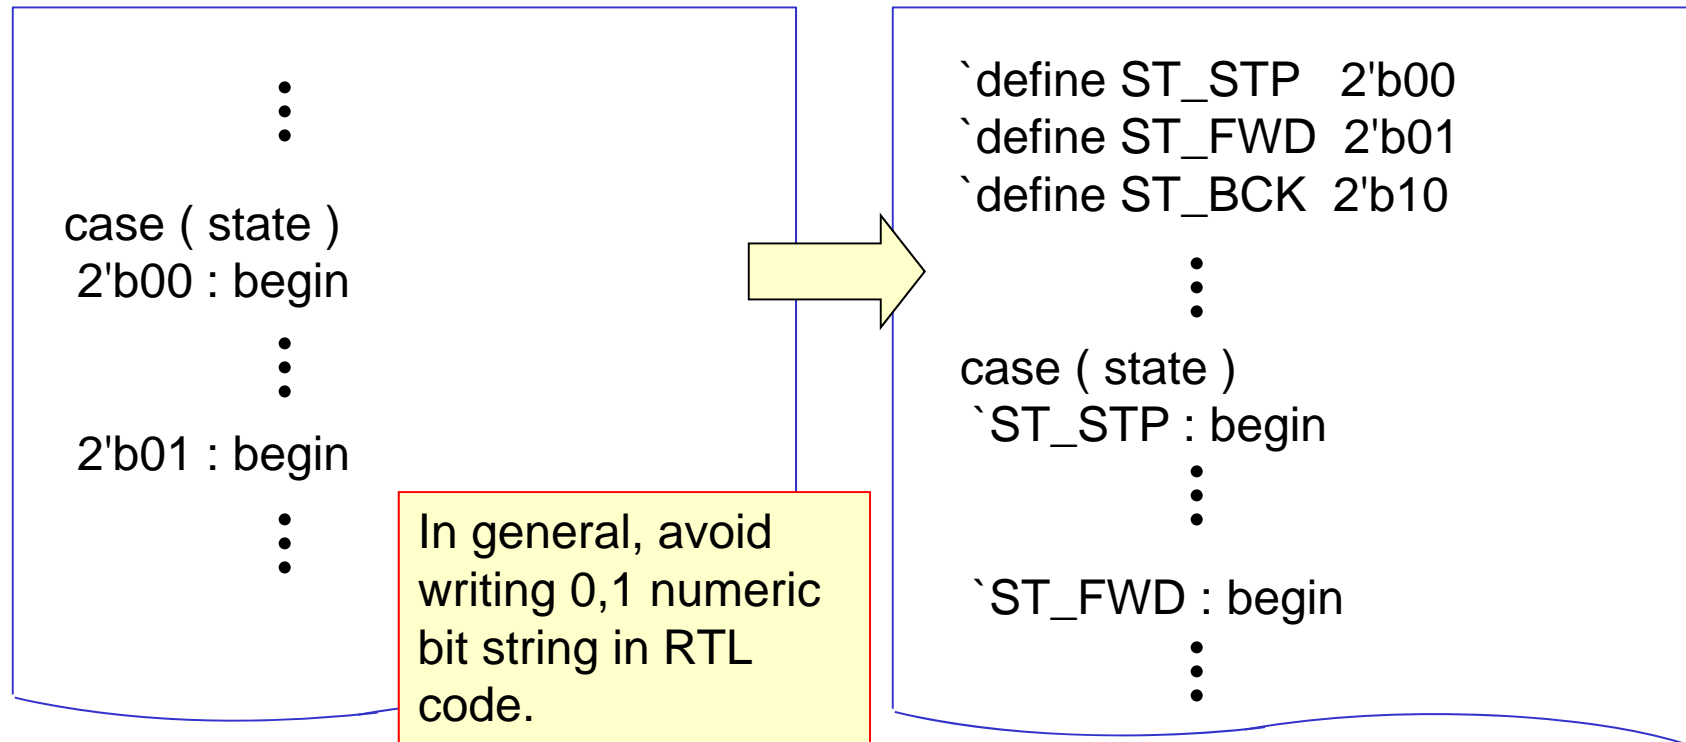 case ( state )
2'b00 : begin
2'b01 : begin
In general, avoid
writing 0,1 numeric
bit string in RTL
code.
`define ST_STP 2'b00
`define ST_FWD 2'b01
`define ST_BCK 2'b10
case ( state )
`ST_STP : begin
`ST_FWD : begin